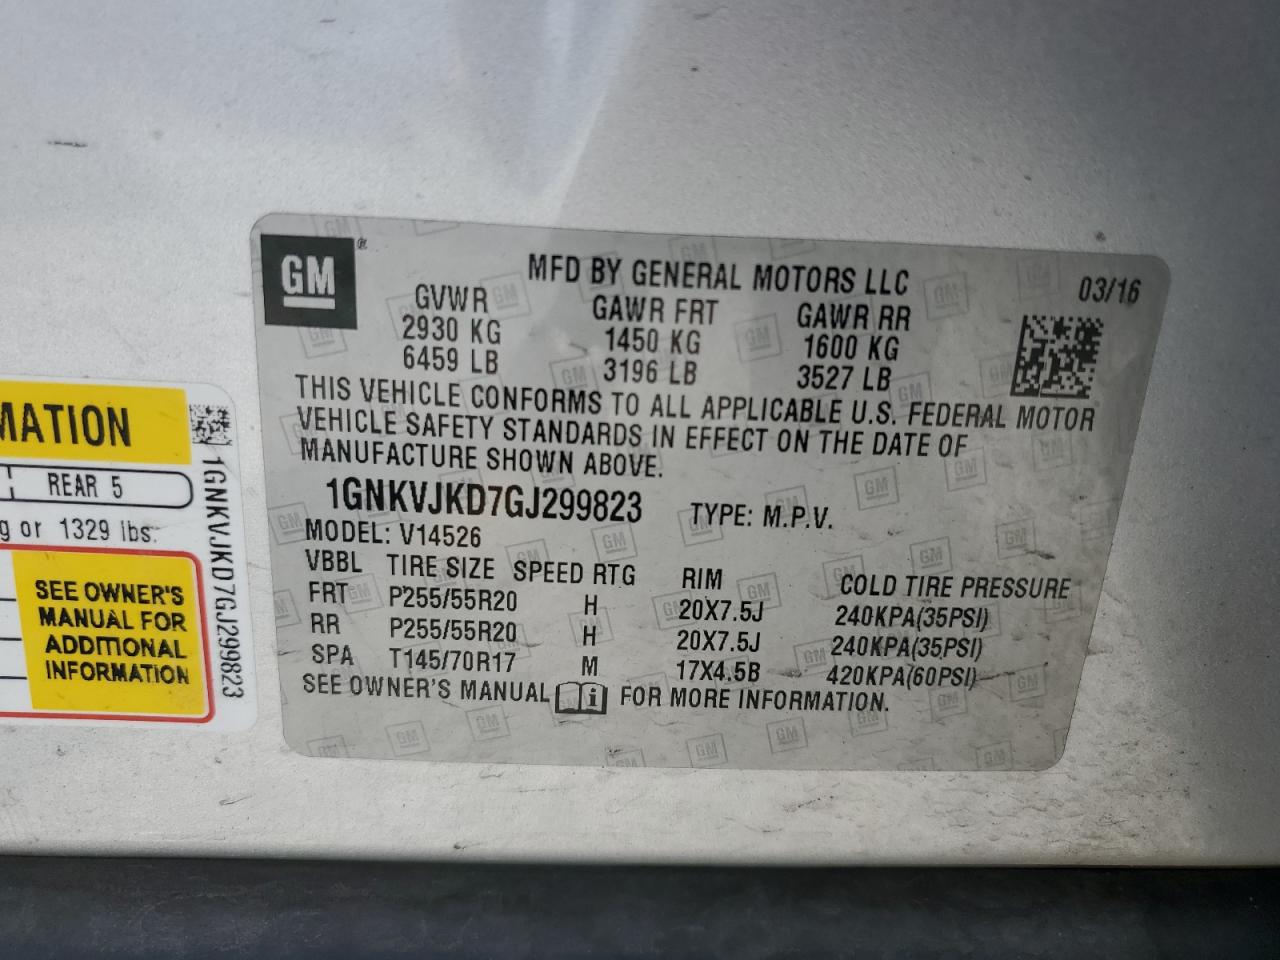 GM
®
MFD BY GENERAL MOTORS LLC
03/16
GVWR GAWR FRT GAWR RR
2930 KG 1450 KG 1600 KG
6459 LB 3196 LB 3527 LB
THIS VEHICLE CONFORMS TO ALL APPLICABLE U.S. FEDERAL MOTOR
VEHICLE SAFETY STANDARDS IN EFFECT ON THE DATE OF
MANUFACTURE SHOWN ABOVE.
1GNKVJKD7GJ299823 TYPE: M.P.V.
MODEL: V14526
VBBL TIRE SIZE SPEED RTG RIM COLD TIRE PRESSURE
FRT P255/55R20 H 20X7.5J 240KPA(35PSI)
RR P255/55R20 H 20X7.5J 240KPA(35PSI)
SPA T145/70R17 M 17X4.5B 420KPA(60PSI)
SEE OWNER'S MANUAL i FOR MORE INFORMATION.
MATION
REAR 5
g or 1329 lbs.
SEE OWNER'S
MANUAL FOR
ADDITIONAL
INFORMATION
1GNKVJKD7GJ299823